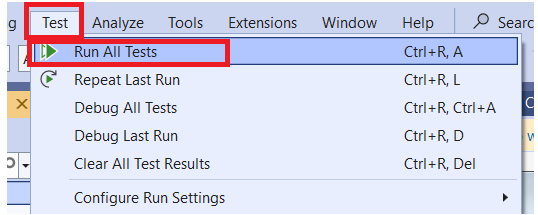 Test Analyze Tools Extensions Window Help
Run All Tests Ctrl+R, A
Repeat Last Run Ctrl+R, L
Debug All Tests Ctrl+R, Ctrl+A
Debug Last Run Ctrl+R, D
Clear All Test Results Ctrl+R, Del
Configure Run Settings